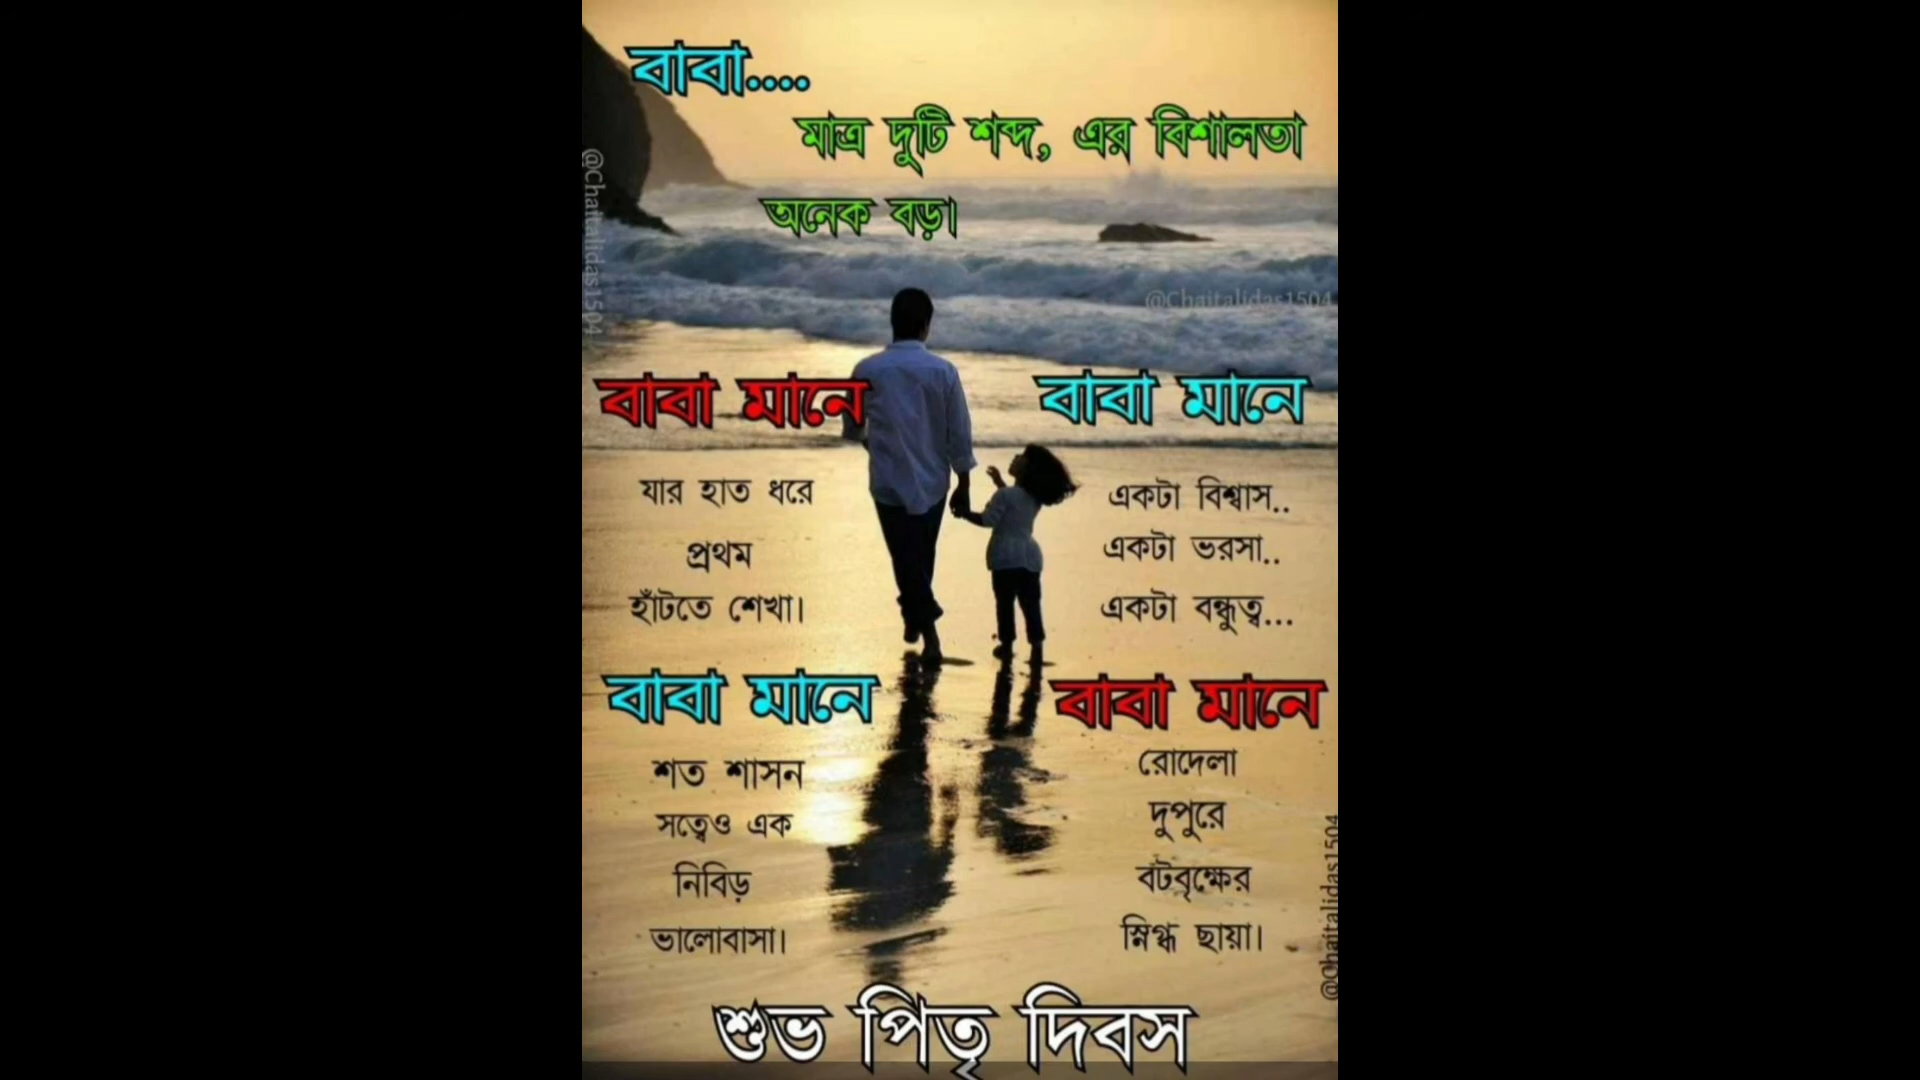 বাবা....
মাত্র দুটি শব্দ, এর বিশালতা
অনেক বড়।
@Chaitalidas1504
@Chaitalidas1504
বাবা মানে
যার হাত ধরে
প্রথম
হাঁটতে শেখা।
বাবা মানে
একটা বিশ্বাস..
একটা ভরসা..
একটা বন্ধুত্ব...
বাবা মানে
শত শাসন
সত্বেও এক
নিবিড়
ভালোবাসা।
বাবা মানে
রোদেলা
দুপুরে
বটবৃক্ষের
স্নিগ্ধ ছায়া।
@Chaitalidas1504
শুভ পিতৃ দিবস